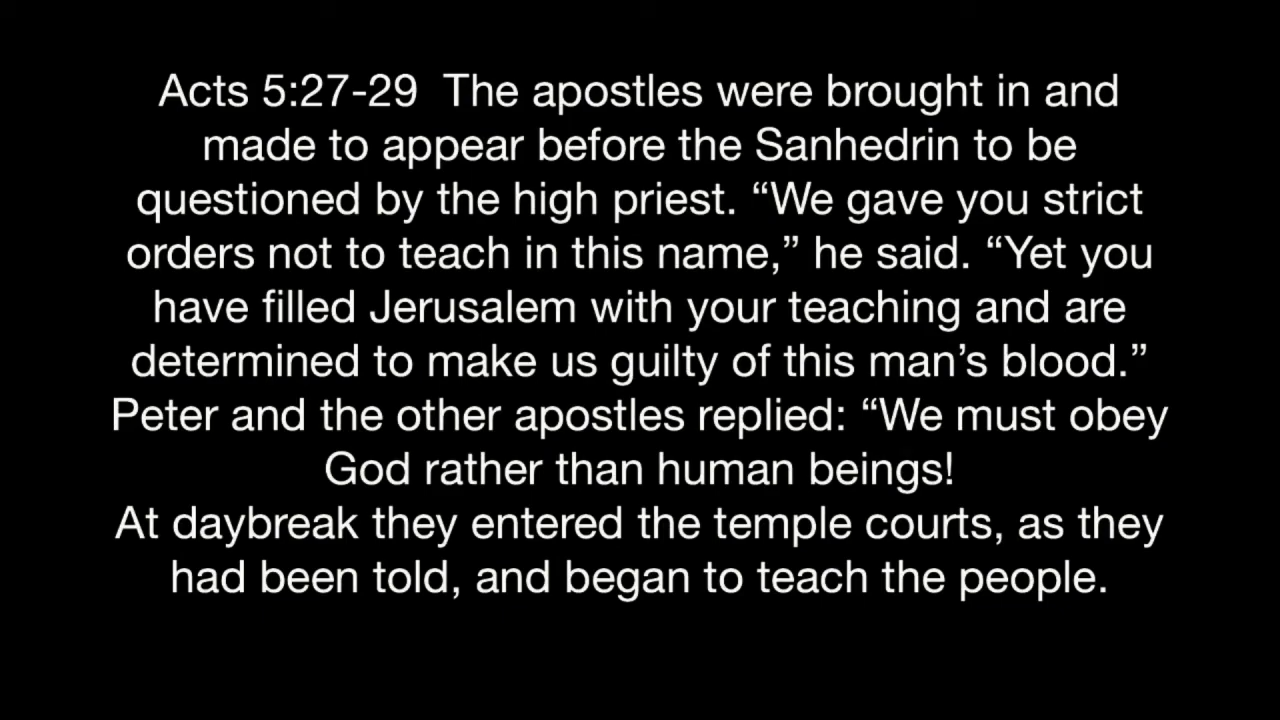 Acts 5:27-29  The apostles were brought in and
made to appear before the Sanhedrin to be
questioned by the high priest. “We gave you strict
orders not to teach in this name,” he said. “Yet you
have filled Jerusalem with your teaching and are
determined to make us guilty of this man’s blood.”
Peter and the other apostles replied: “We must obey
God rather than human beings!
At daybreak they entered the temple courts, as they
had been told, and began to teach the people.